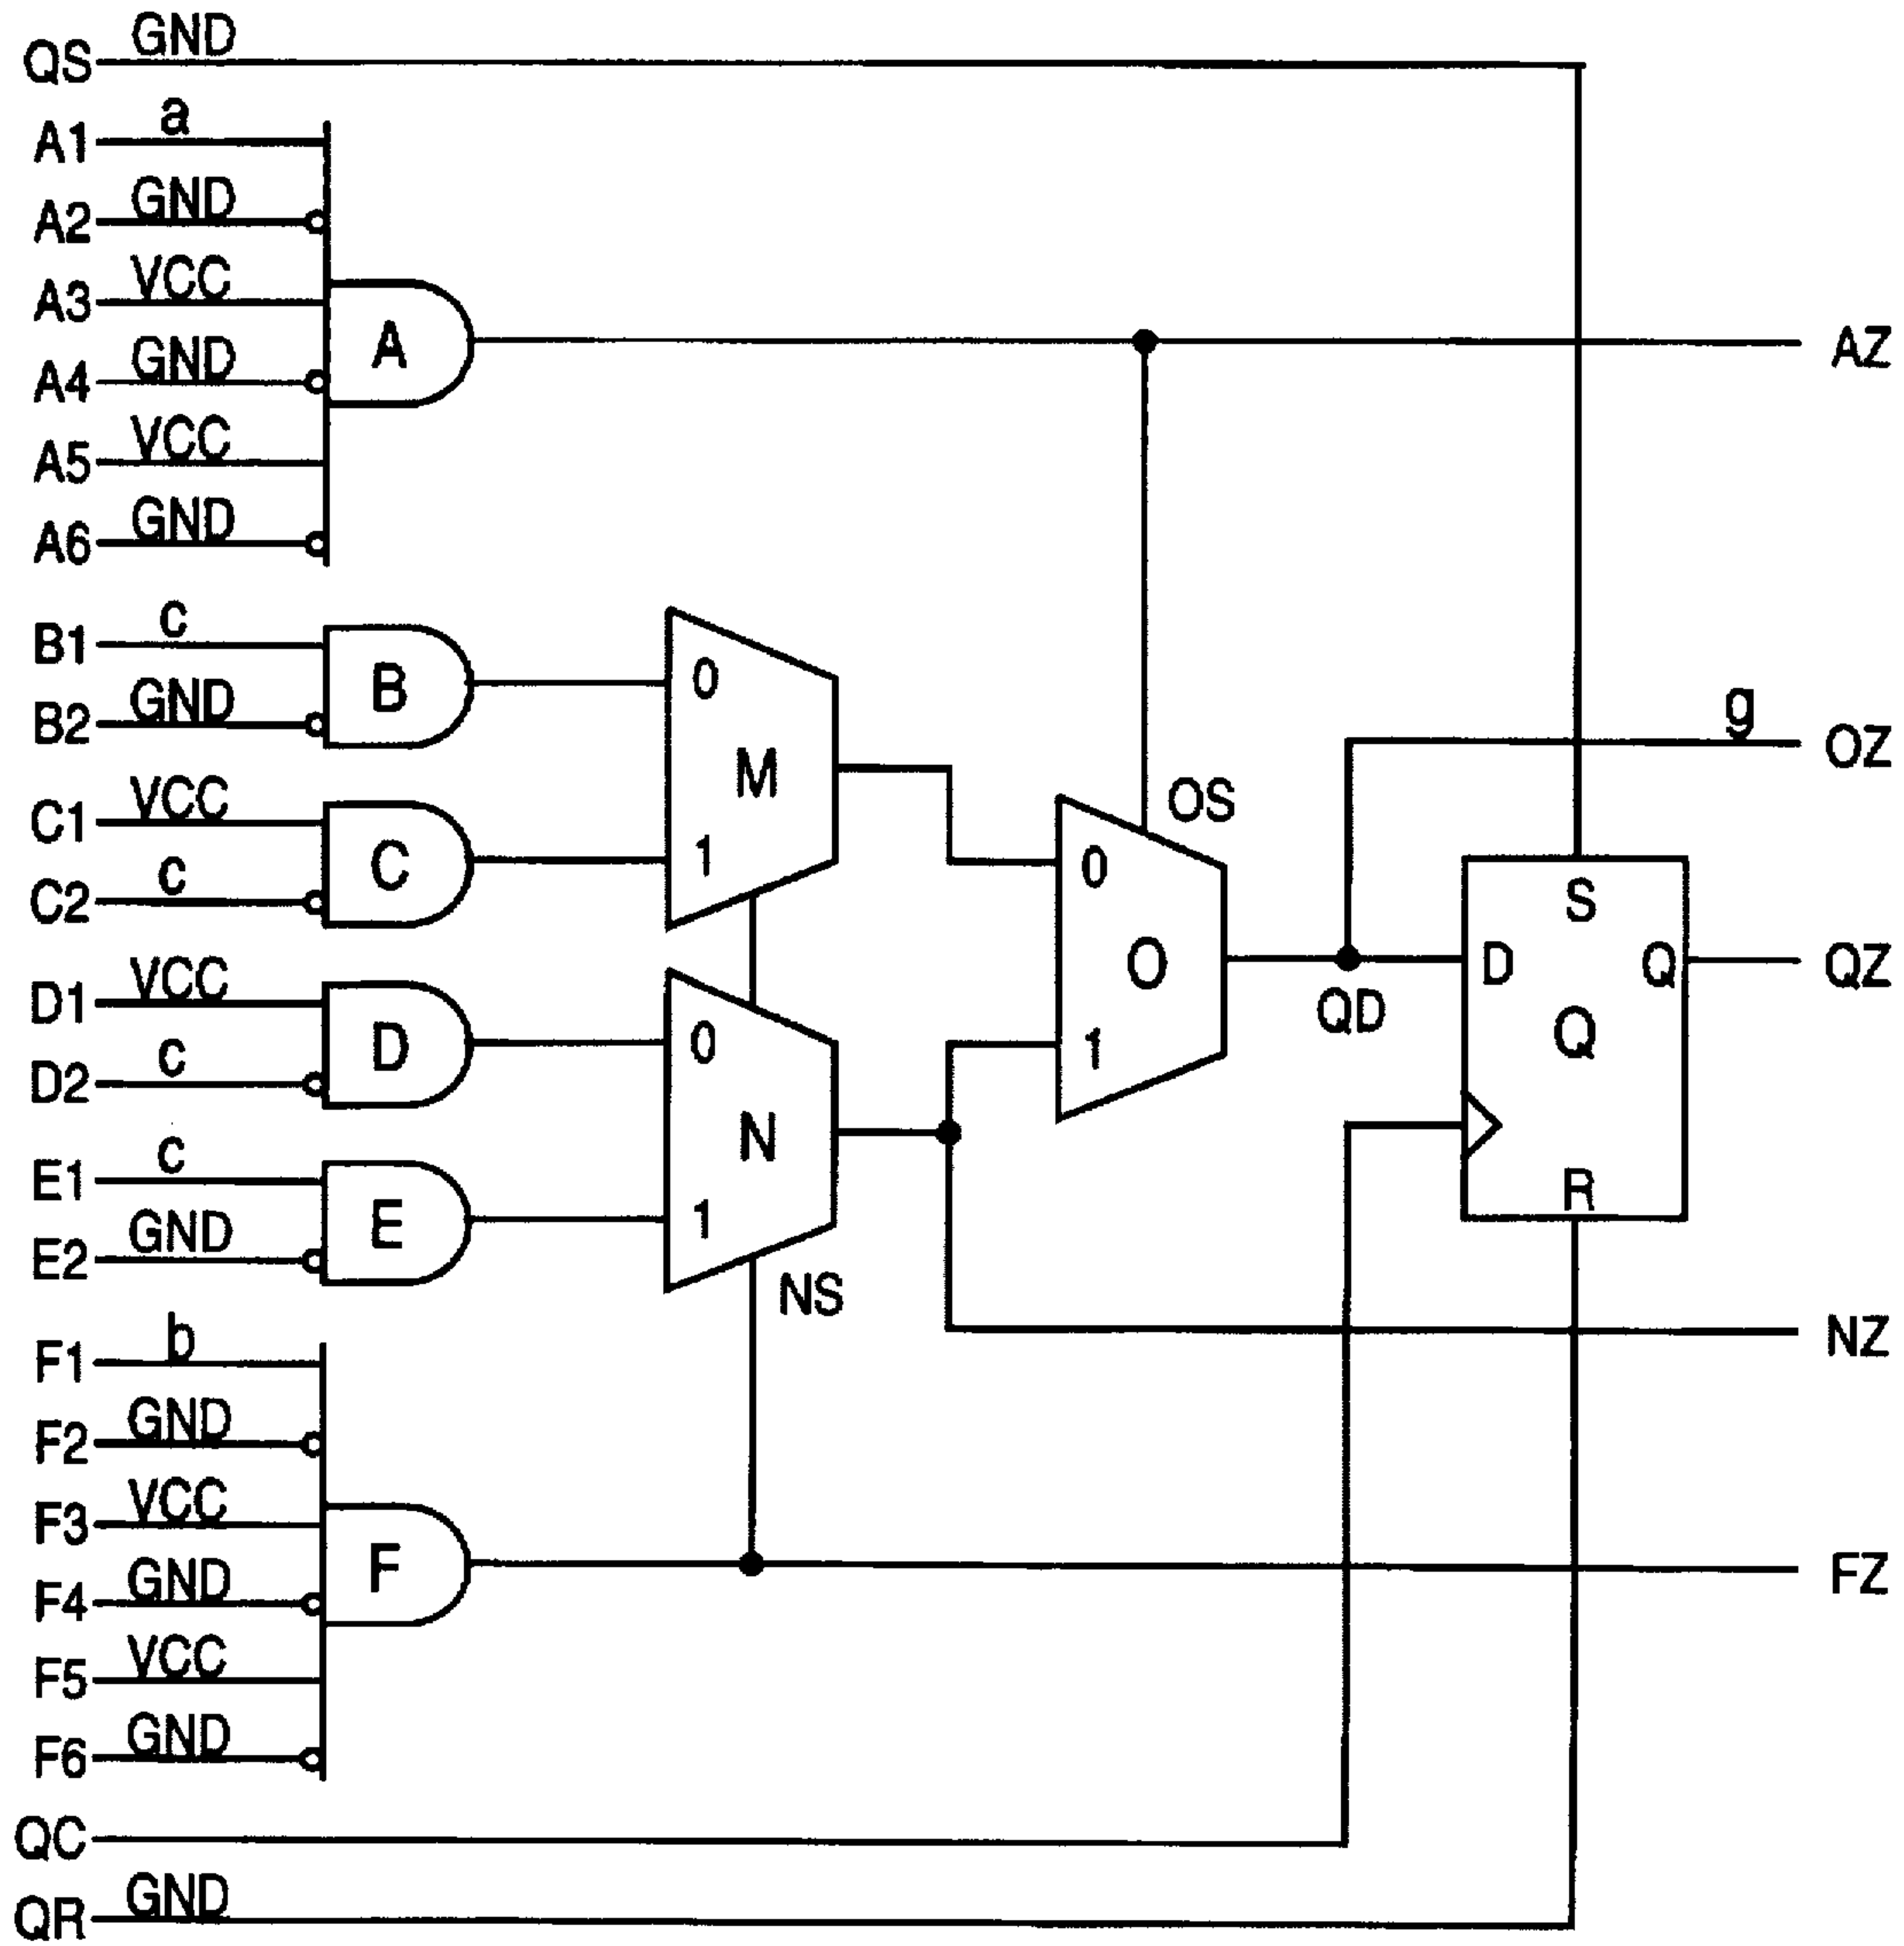 QS GND
A1 a
A2 GND
A3 VCC
A4 GND
A5 VCC
A6 GND
A
AZ
B1 c
B2 GND
B
C1 VCC
C2 c
C
D1 VCC
D2 c
D
E1 c
E2 GND
E
0
M
1
0
N
1
NS
OS
0
O
1
g
OZ
QD
S
D
Q
Q
R
QZ
NZ
F1 b
F2 GND
F3 VCC
F4 GND
F5 VCC
F6 GND
F
FZ
QC
QR GND